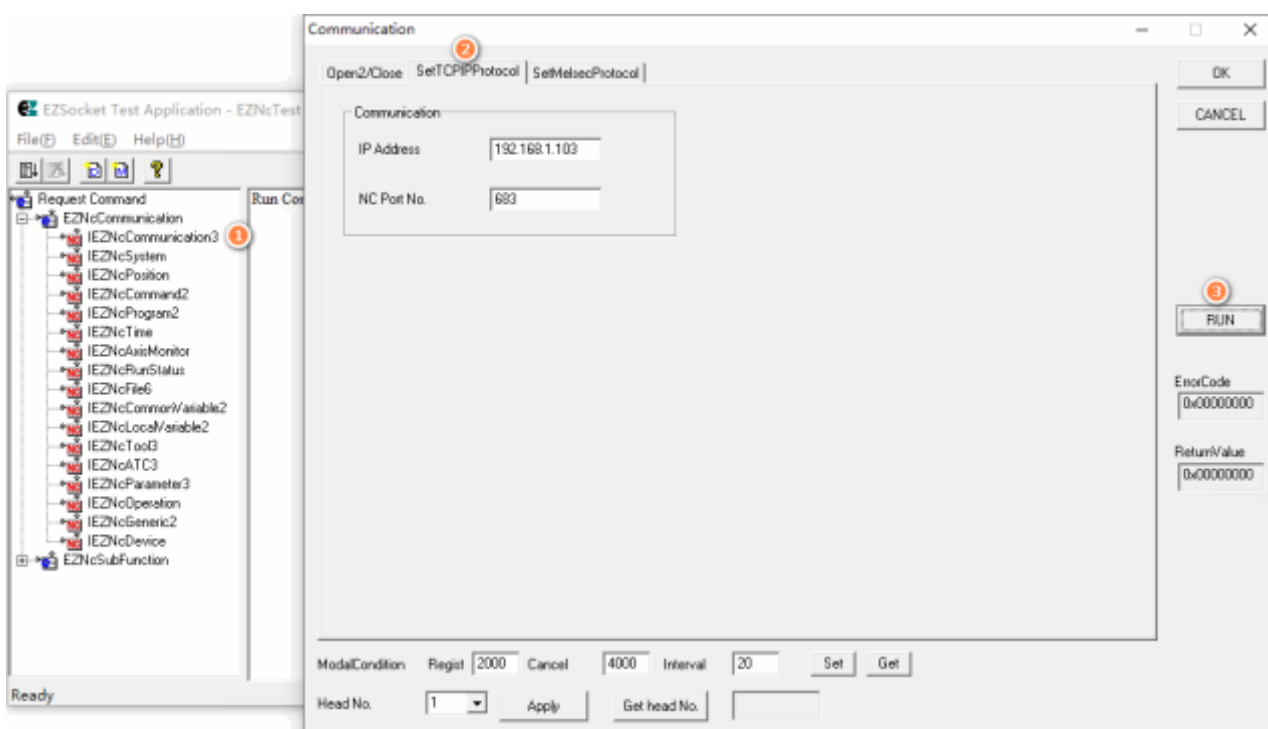 Communication
2
Open2/Close SetTCPIPProtocol SetMelsecProtocol
OK
CANCEL
Communication
IP Address 192.168.1.103
NC Port No. 683
3
RUN
ErrorCode
0x00000000
ReturnValue
0x00000000
ModalCondition Regist 2000 Cancel 4000 Interval 20 Set Get
Head No. 1 Apply Get head No.
EZSocket Test Application - EZNcTest
File(F) Edit(E) Help(H)
Request Command
EZNcCommunication
IEZNcCommunication3 1
IEZNcSystem
IEZNcPosition
IEZNcCommand2
IEZNcProgram2
IEZNcTime
IEZNcAxisMonitor
IEZNcRunStatus
IEZNcFile6
IEZNcCommonVariable2
IEZNcLocalVariable2
IEZNcTool3
IEZNcATC3
IEZNcParameter3
IEZNcOperation
IEZNcGeneric2
IEZNcDevice
EZNcSubFunction
Run Cor
Ready